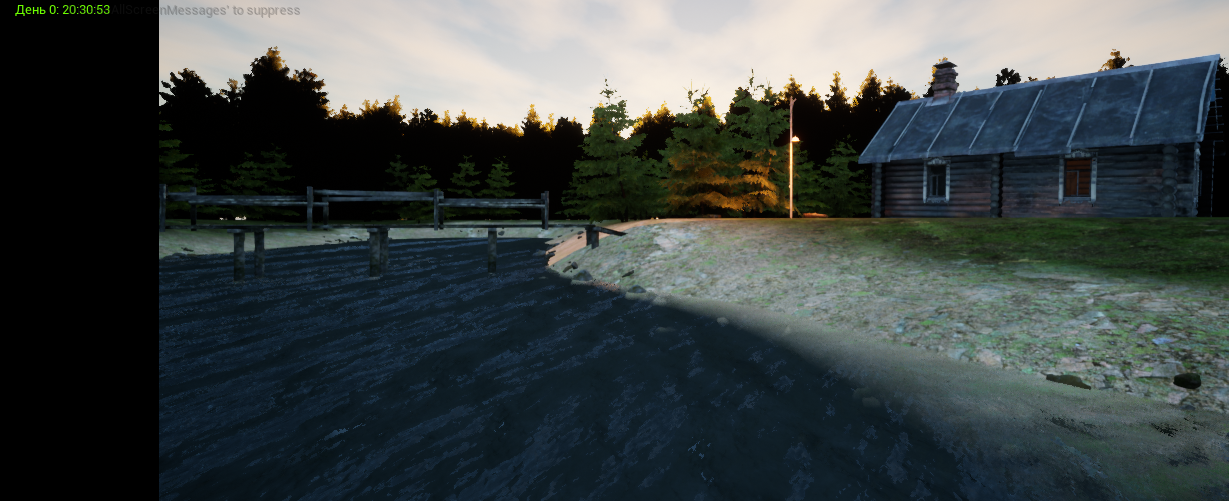 День 0: 20:30:53 AllScreenMessages' to suppress